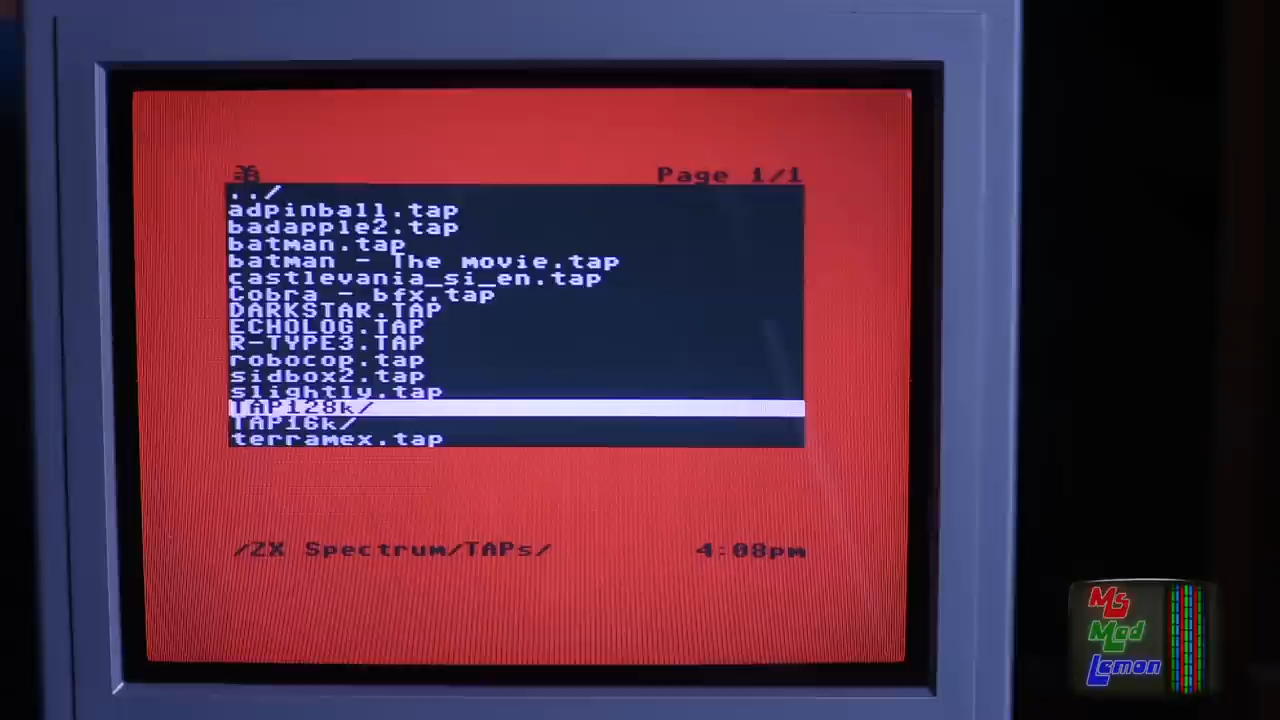 Page 1/1
../
adpinball.tap
badapple2.tap
batman.tap
batman - The movie.tap
castlevania_si_en.tap
Cobra - bfx.tap
DARKSTAR.TAP
ECHOLOG.TAP
R-TYPE3.TAP
robocop.tap
sidbox2.tap
slightly.tap
TAP128k/
TAP16k/
terramex.tap
/ZX Spectrum/TAPs/ 4:08pm
Ms
Mad
Lemon